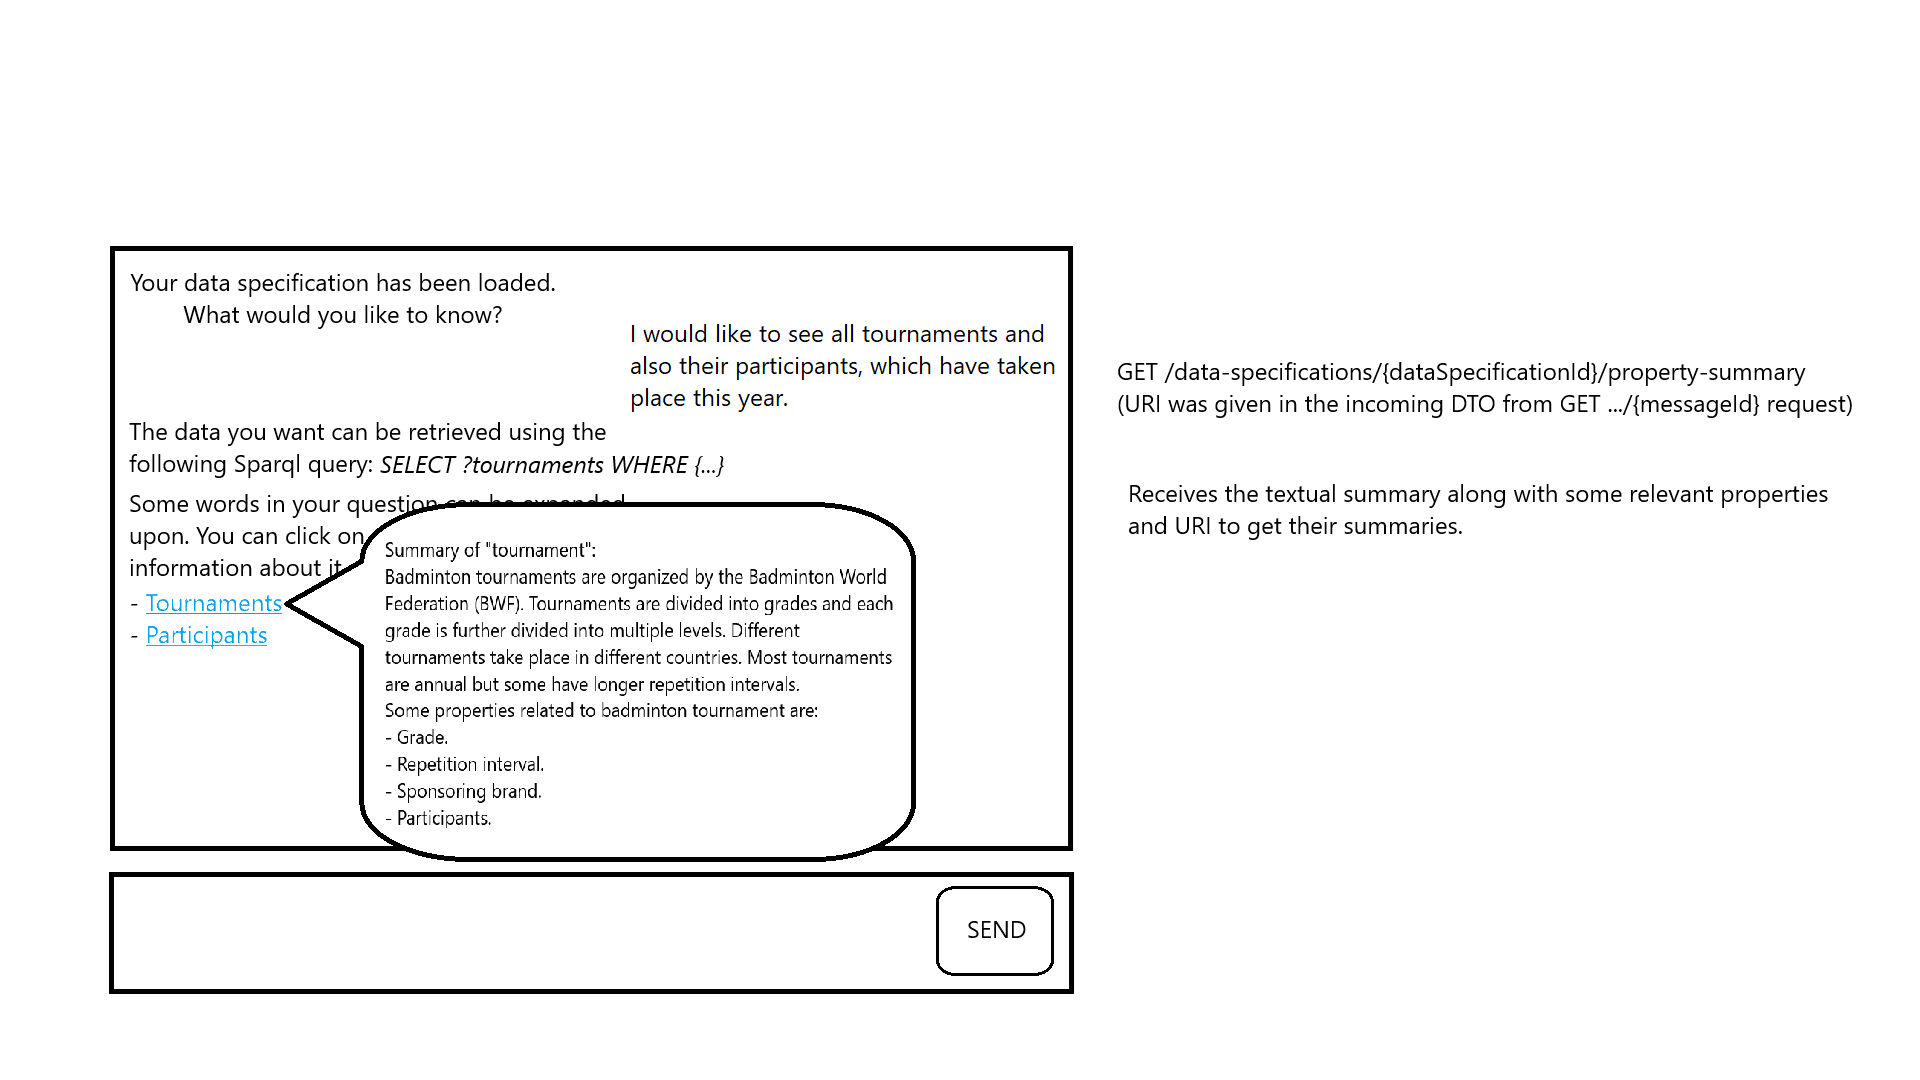 Your data specification has been loaded.
What would you like to know?
I would like to see all tournaments and
also their participants, which have taken
place this year.
The data you want can be retrieved using the
following Sparql query: SELECT ?tournaments WHERE {...}
Some words in your question can be expanded
upon. You can click on
information about it
- Tournaments
- Participants
Summary of "tournament":
Badminton tournaments are organized by the Badminton World
Federation (BWF). Tournaments are divided into grades and each
grade is further divided into multiple levels. Different
tournaments take place in different countries. Most tournaments
are annual but some have longer repetition intervals.
Some properties related to badminton tournament are:
- Grade.
- Repetition interval.
- Sponsoring brand.
- Participants.
SEND
GET /data-specifications/{dataSpecificationId}/property-summary
(URI was given in the incoming DTO from GET .../{messageId} request)
Receives the textual summary along with some relevant properties
and URI to get their summaries.